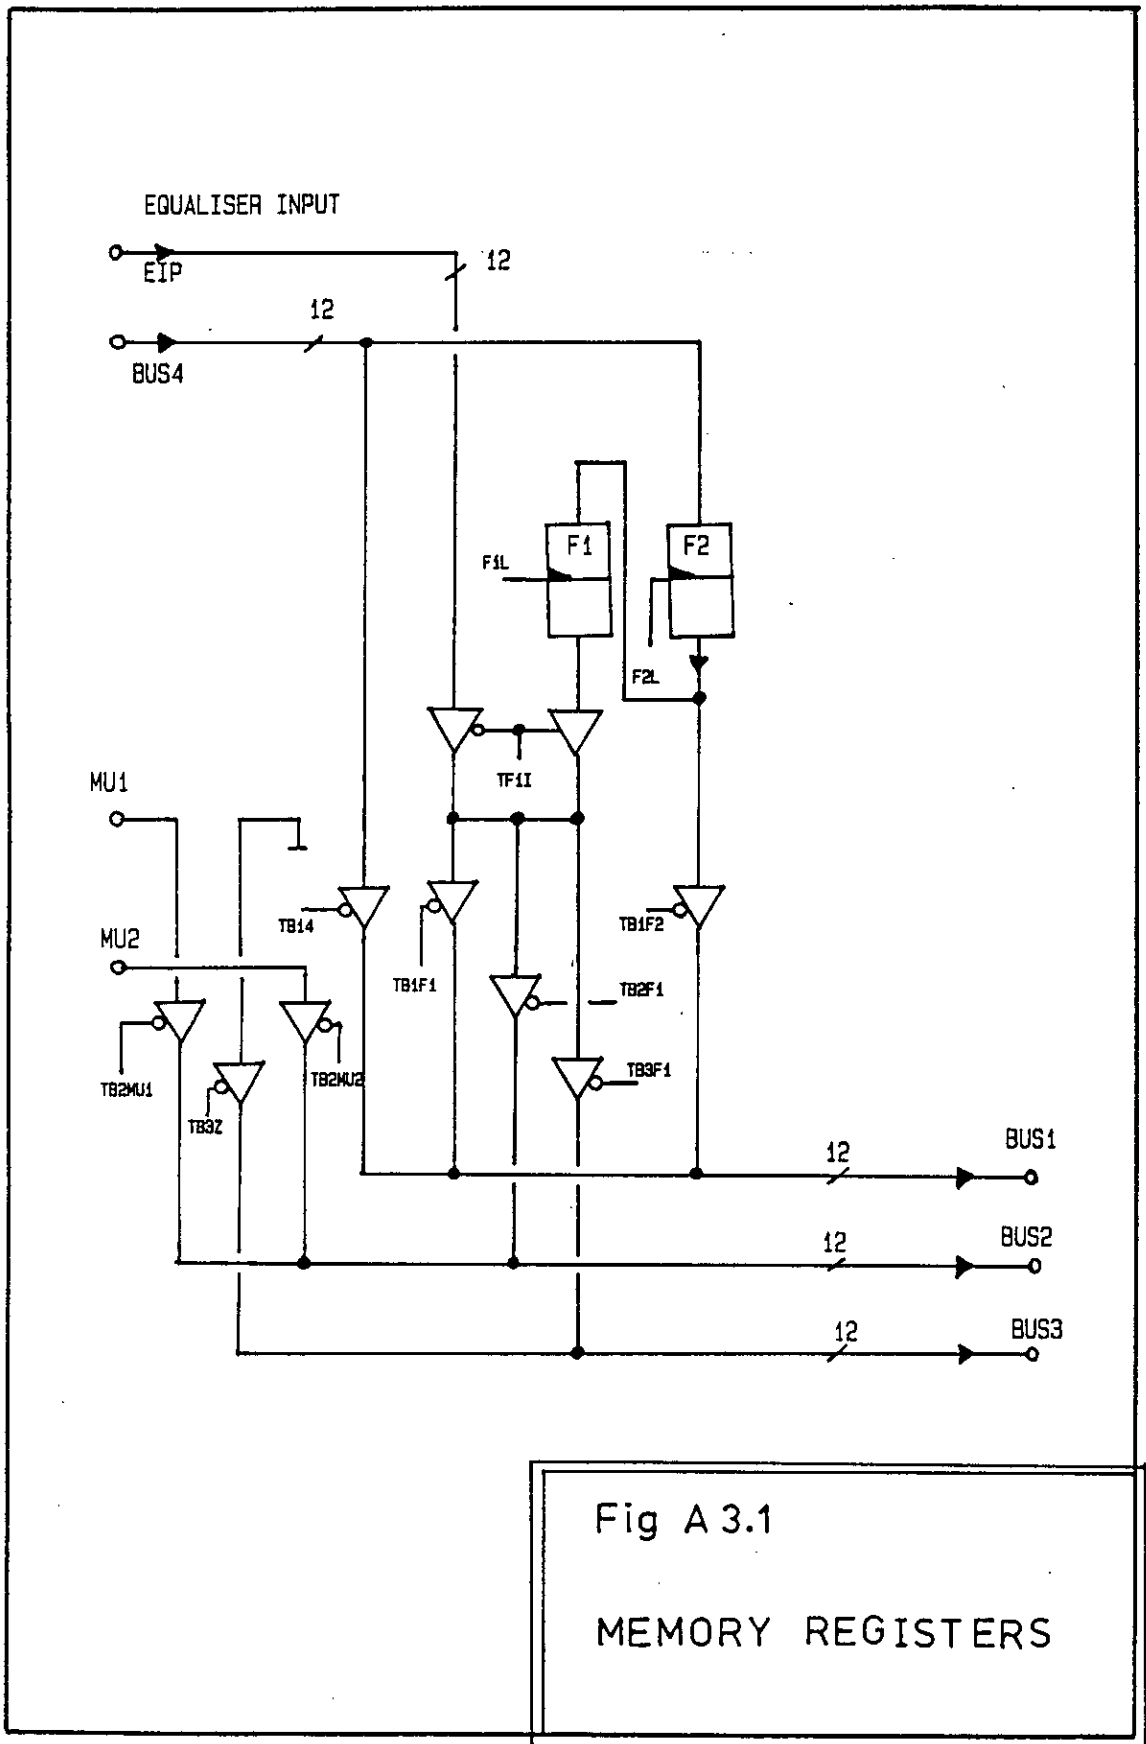 EQUALISER INPUT
12
EIP
12
BUS4
F1
F2
F1L
F2L
TF1I
MU1
TB14
TB1F2
MU2
TB1F1
TB2F1
TB3F1
TB2MU2
TB2MU1
TB3Z
12
BUS1
12
BUS2
12
BUS3
Fig A 3.1
MEMORY REGISTERS